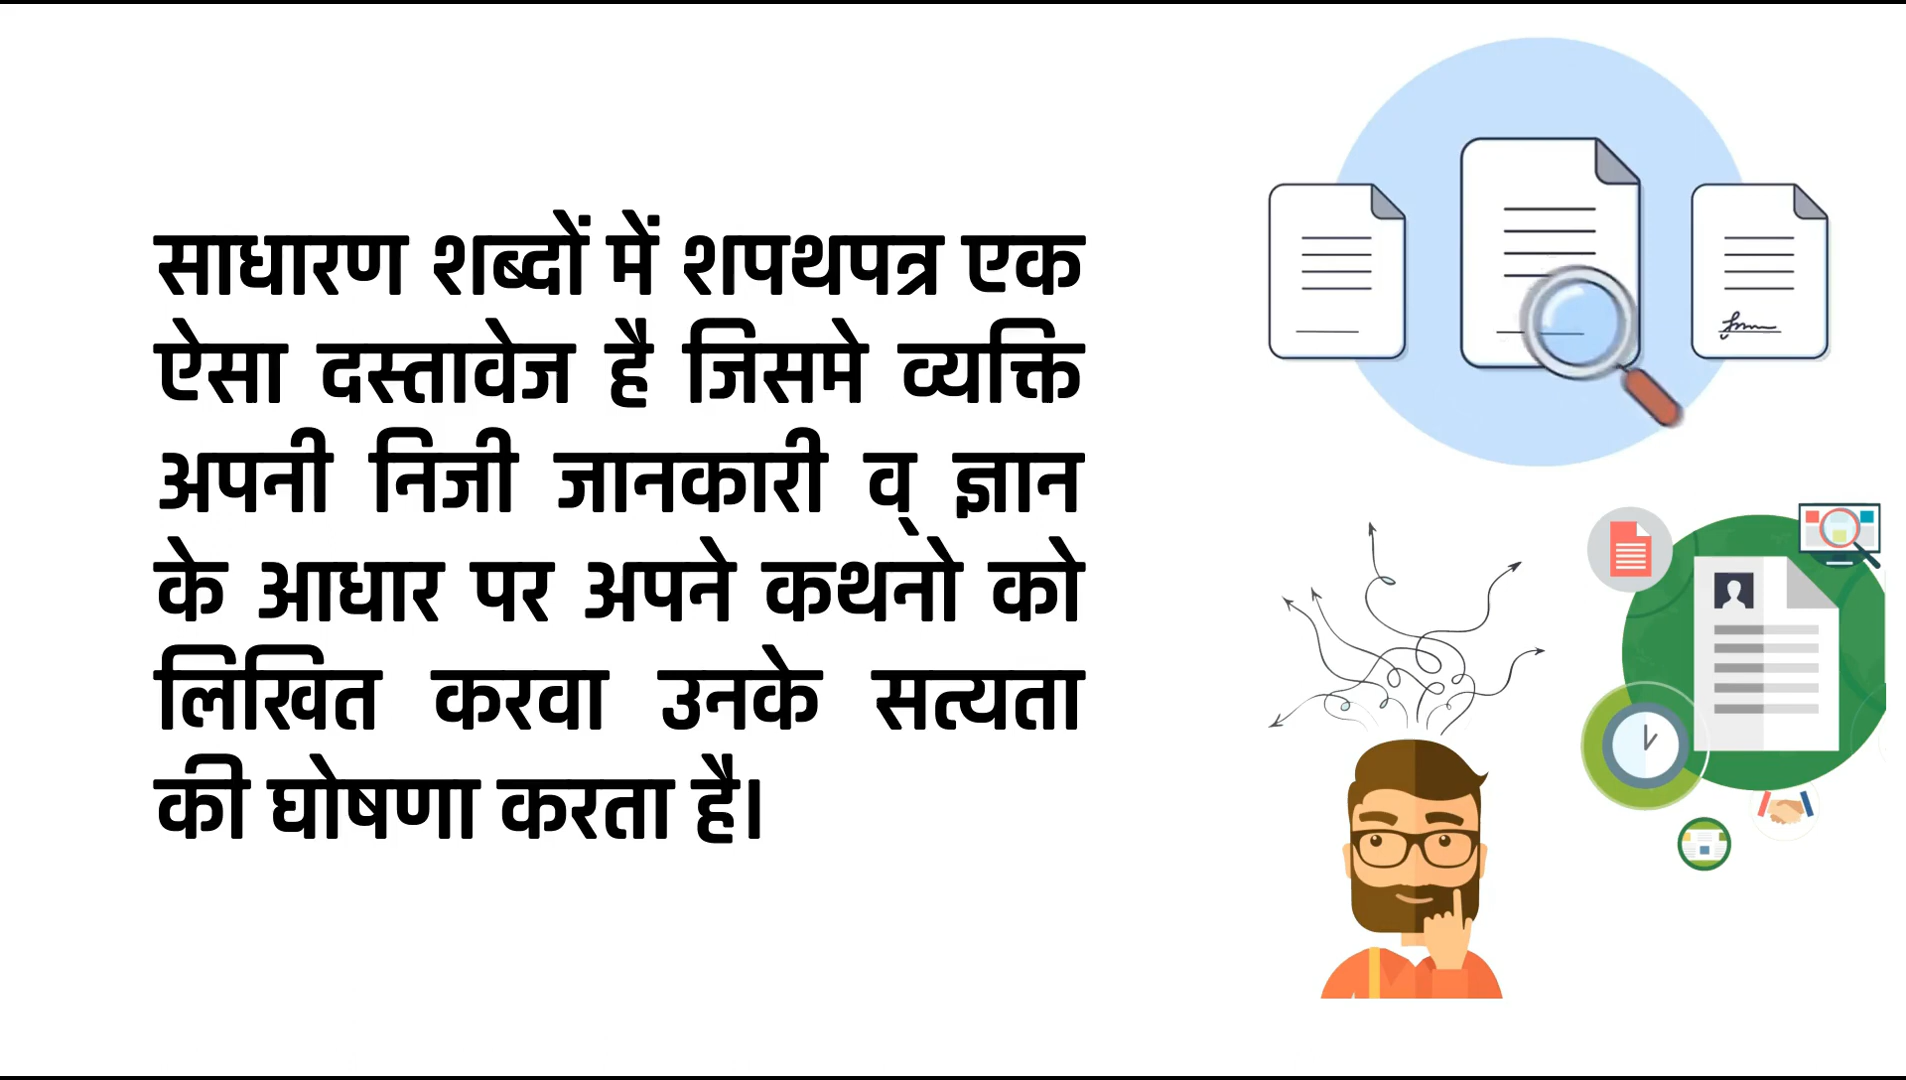 साधारण शब्दों में शपथपत्र एक
ऐसा दस्तावेज है जिसमे व्यक्ति
अपनी निजी जानकारी व् ज्ञान
के आधार पर अपने कथनो को
लिखित करवा उनके सत्यता
की घोषणा करता है।